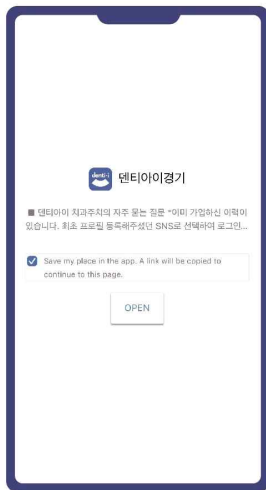 denti-i
덴티아이경기
■ 덴티아이 치과주치의 자주 묻는 질문 "이미 가입하신 이력이
있습니다. 최초 프로필 등록해주셨던 SNS로 선택하여 로그인...
Save my place in the app. A link will be copied to
continue to this page.
OPEN